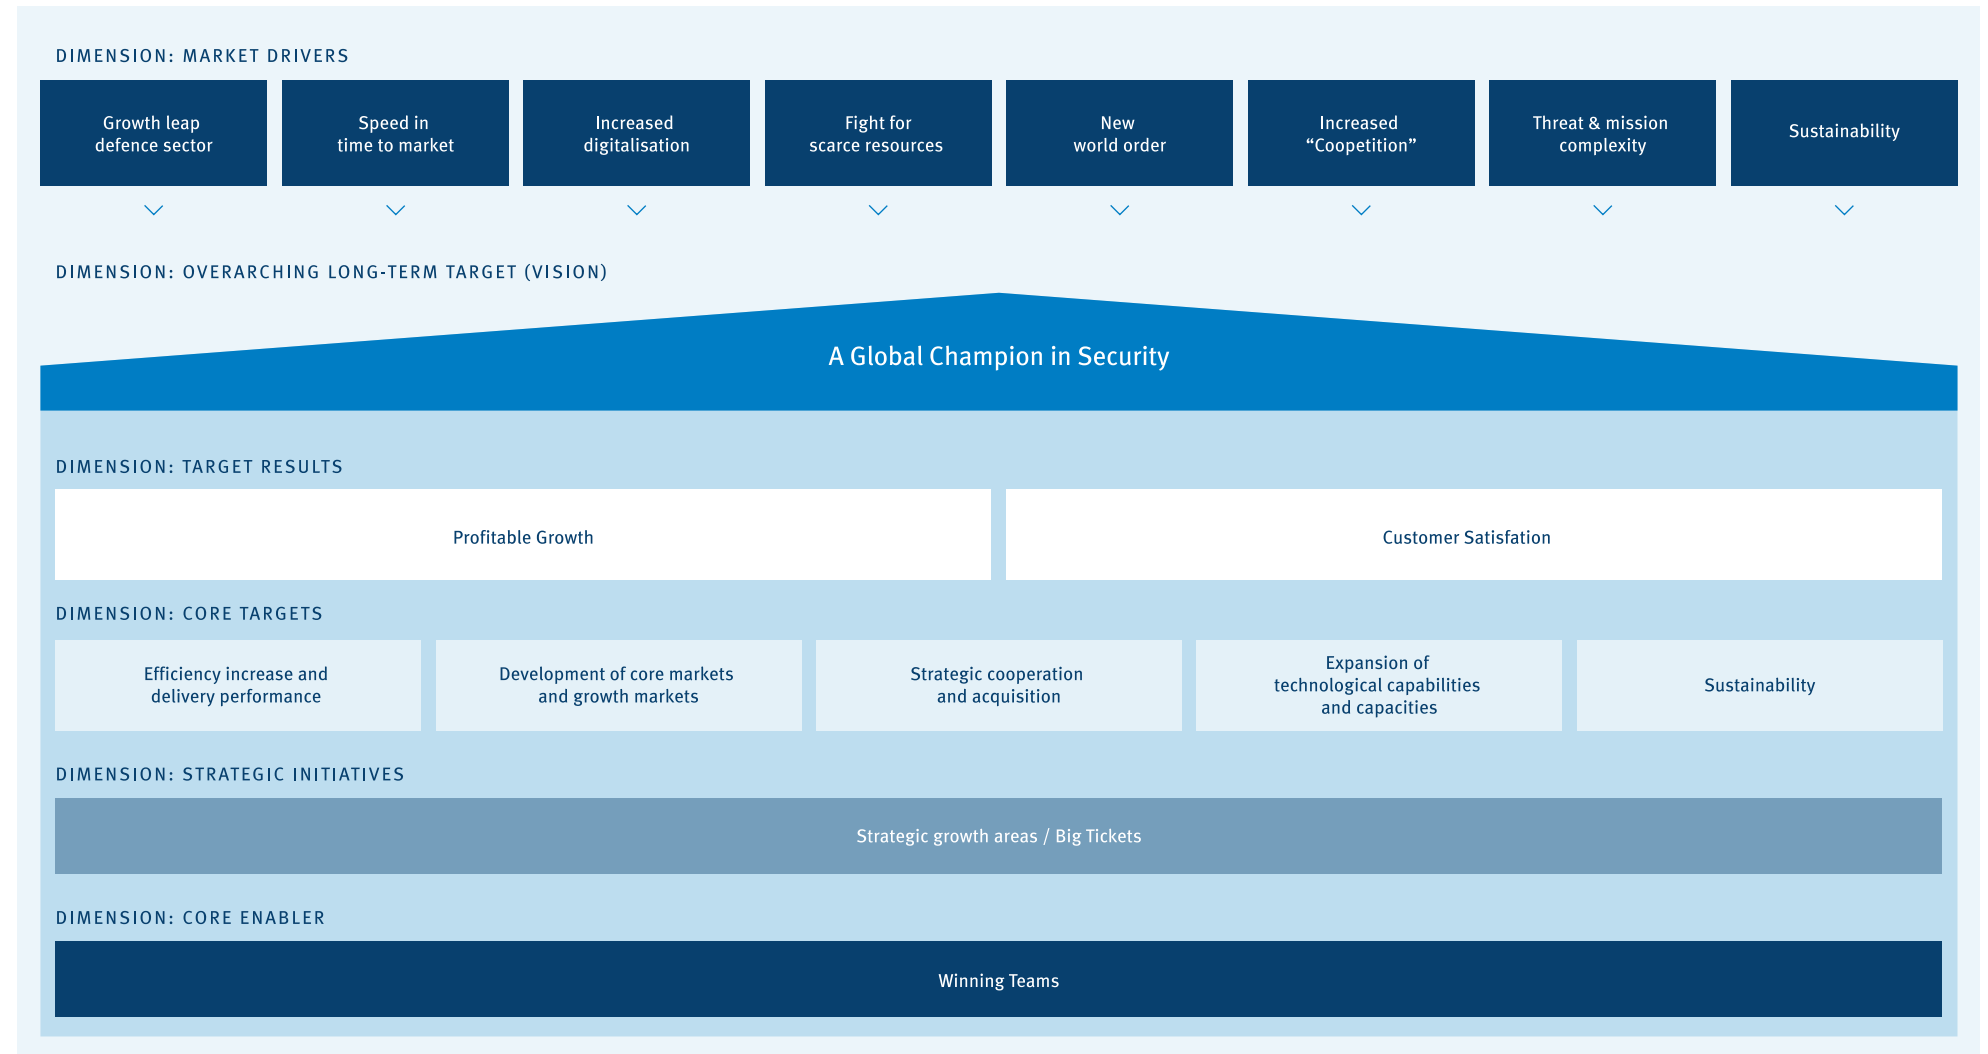 DIMENSION: MARKET DRIVERS
Growth leap
defence sector
Speed in
time to market
Increased
digitalisation
Fight for
scarce resources
New
world order
Increased
“Coopetition”
Threat & mission
complexity
Sustainability
DIMENSION: OVERARCHING LONG-TERM TARGET (VISION)
A Global Champion in Security
DIMENSION: TARGET RESULTS
Profitable Growth
Customer Satisfation
DIMENSION: CORE TARGETS
Efficiency increase and
delivery performance
Development of core markets
and growth markets
Strategic cooperation
and acquisition
Expansion of
technological capabilities
and capacities
Sustainability
DIMENSION: STRATEGIC INITIATIVES
Strategic growth areas / Big Tickets
DIMENSION: CORE ENABLER
Winning Teams